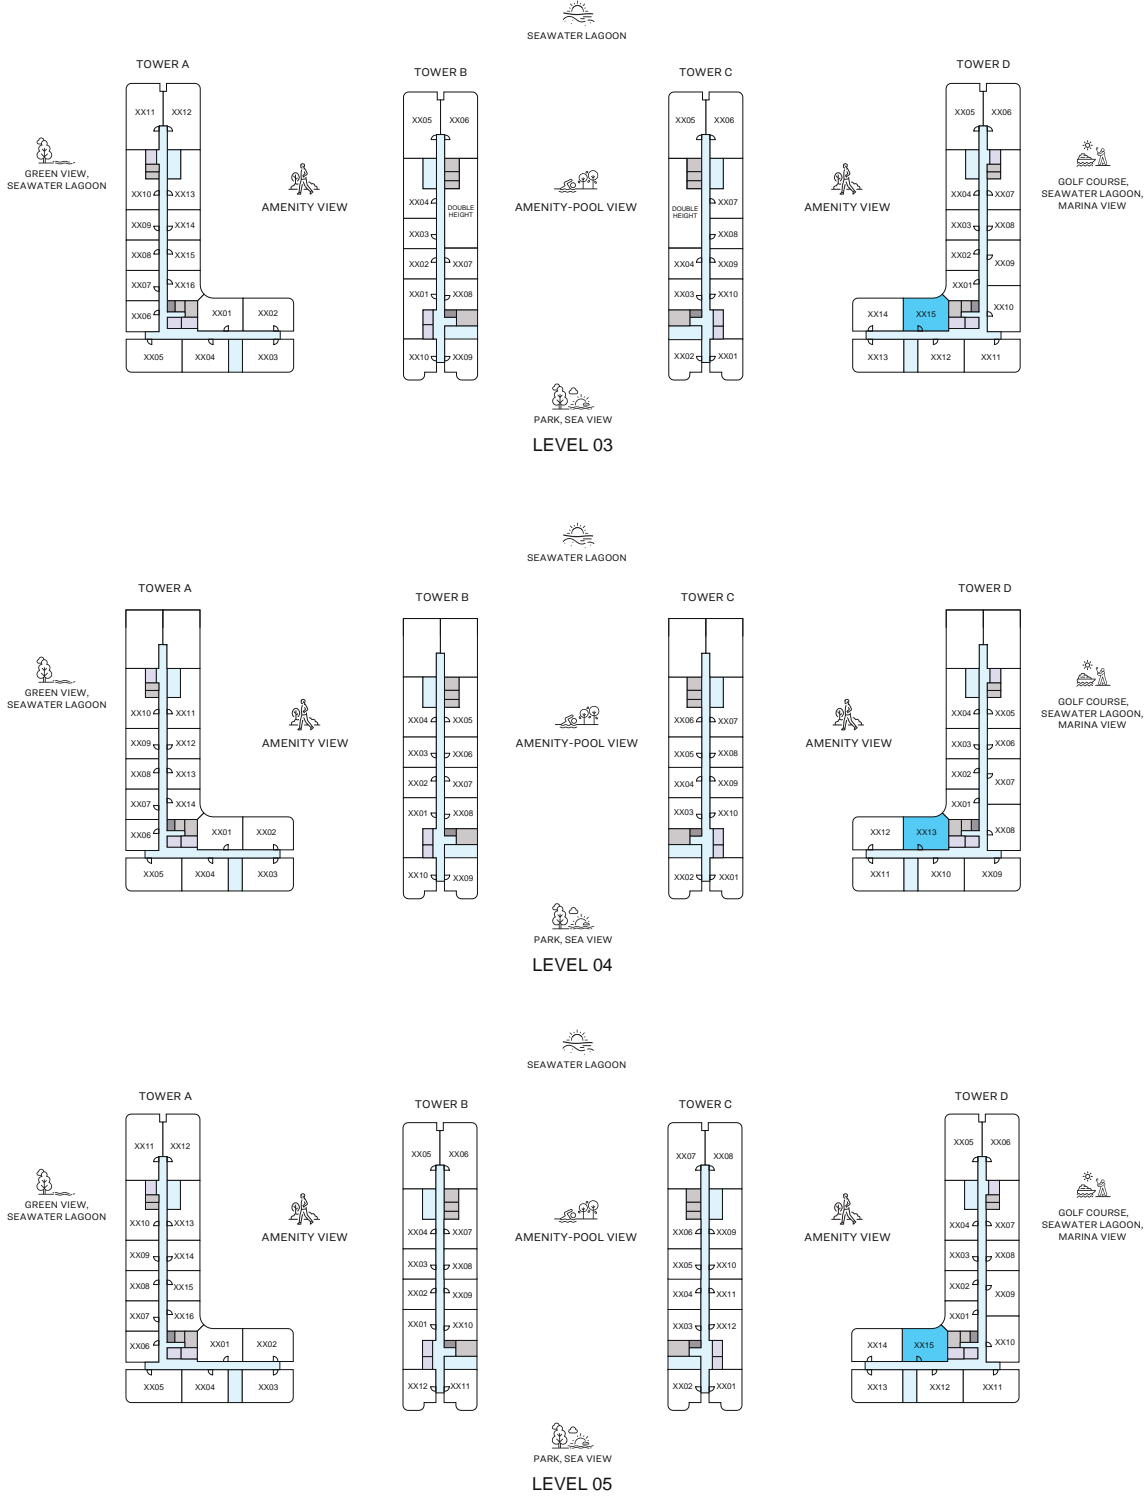 SEAWATER LAGOON
TOWER A
TOWER B
TOWER C
TOWER D
XX11 XX12
XX05 XX06
XX05 XX06
XX05 XX06
GREEN VIEW,
SEAWATER LAGOON
AMENITY VIEW
AMENITY-POOL VIEW
AMENITY VIEW
GOLF COURSE,
SEAWATER LAGOON,
MARINA VIEW
XX10 XX13
XX09 XX14
XX08 XX15
XX07 XX16
XX06 XX01 XX02
XX05 XX04 XX03
XX04 DOUBLE
HEIGHT
XX03
XX02 XX07
XX01 XX08
XX10 XX09
DOUBLE
HEIGHT
XX07
XX08
XX04 XX09
XX03 XX10
XX02 XX01
XX04 XX07
XX03 XX08
XX02 XX09
XX01
XX14 XX15 XX10
XX13 XX12 XX11
PARK, SEA VIEW
LEVEL 03
SEAWATER LAGOON
TOWER A
TOWER B
TOWER C
TOWER D
GREEN VIEW,
SEAWATER LAGOON
AMENITY VIEW
AMENITY-POOL VIEW
AMENITY VIEW
GOLF COURSE,
SEAWATER LAGOON,
MARINA VIEW
XX10 XX11
XX09 XX12
XX08 XX13
XX07 XX14
XX06 XX01 XX02
XX05 XX04 XX03
XX04 XX05
XX03 XX06
XX02 XX07
XX01 XX08
XX10 XX09
XX06 XX07
XX05 XX08
XX04 XX09
XX03 XX10
XX02 XX01
XX04 XX05
XX03 XX06
XX02 XX07
XX01
XX12 XX13 XX08
XX11 XX10 XX09
PARK, SEA VIEW
LEVEL 04
SEAWATER LAGOON
TOWER A
TOWER B
TOWER C
TOWER D
XX11 XX12
XX05 XX06
XX07 XX08
XX05 XX06
GREEN VIEW,
SEAWATER LAGOON
AMENITY VIEW
AMENITY-POOL VIEW
AMENITY VIEW
GOLF COURSE,
SEAWATER LAGOON,
MARINA VIEW
XX10 XX13
XX09 XX14
XX08 XX15
XX07 XX16
XX06 XX01 XX02
XX05 XX04 XX03
XX04 XX07
XX03 XX08
XX02 XX09
XX01 XX10
XX12 XX11
XX06 XX09
XX05 XX10
XX04 XX11
XX03 XX12
XX02 XX01
XX04 XX07
XX03 XX08
XX02 XX09
XX01
XX14 XX15 XX10
XX13 XX12 XX11
PARK, SEA VIEW
LEVEL 05